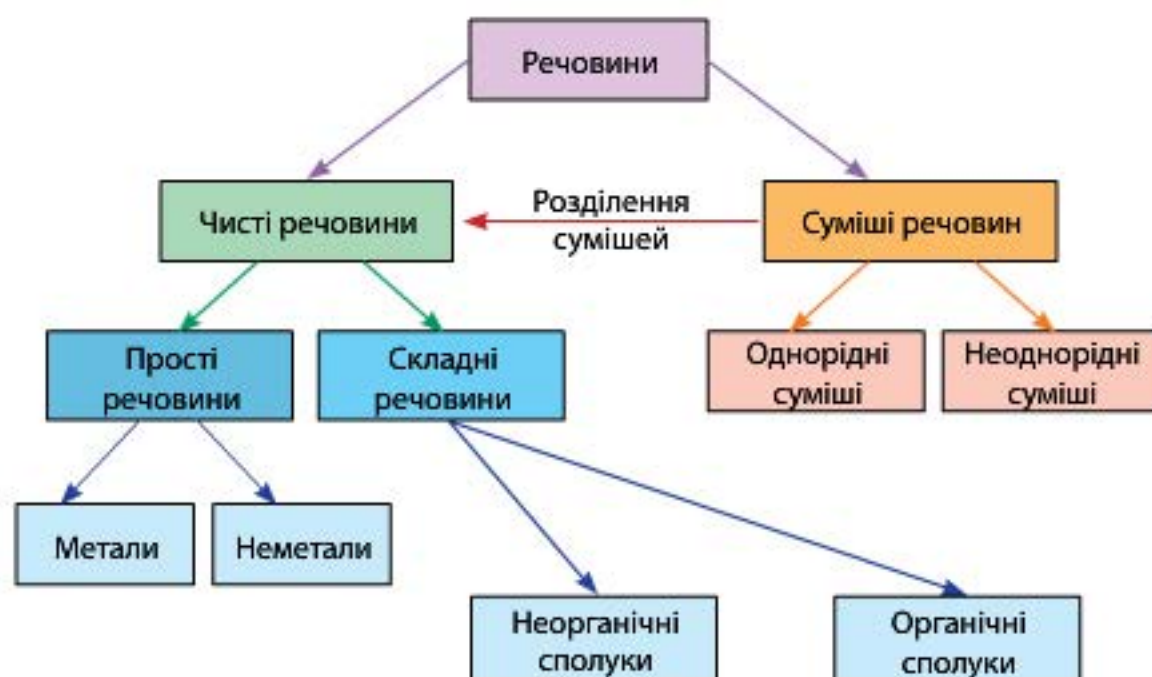 Речовини
Чисті речовини
Розділення
сумішей
Суміші речовин
Прості
речовини
Складні
речовини
Однорідні
суміші
Неоднорідні
суміші
Метали
Неметали
Неорганічні
сполуки
Органічні
сполуки